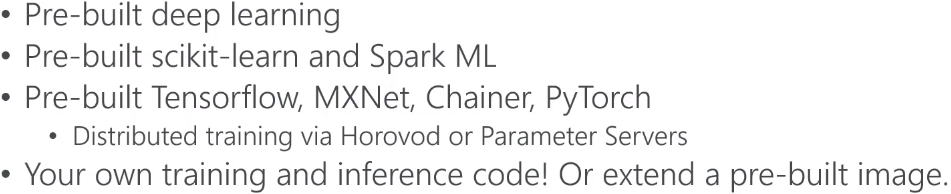 • Pre-built deep learning
• Pre-built scikit-learn and Spark ML
• Pre-built Tensorflow, MXNet, Chainer, PyTorch
• Distributed training via Horovod or Parameter Servers
• Your own training and inference code! Or extend a pre-built image.